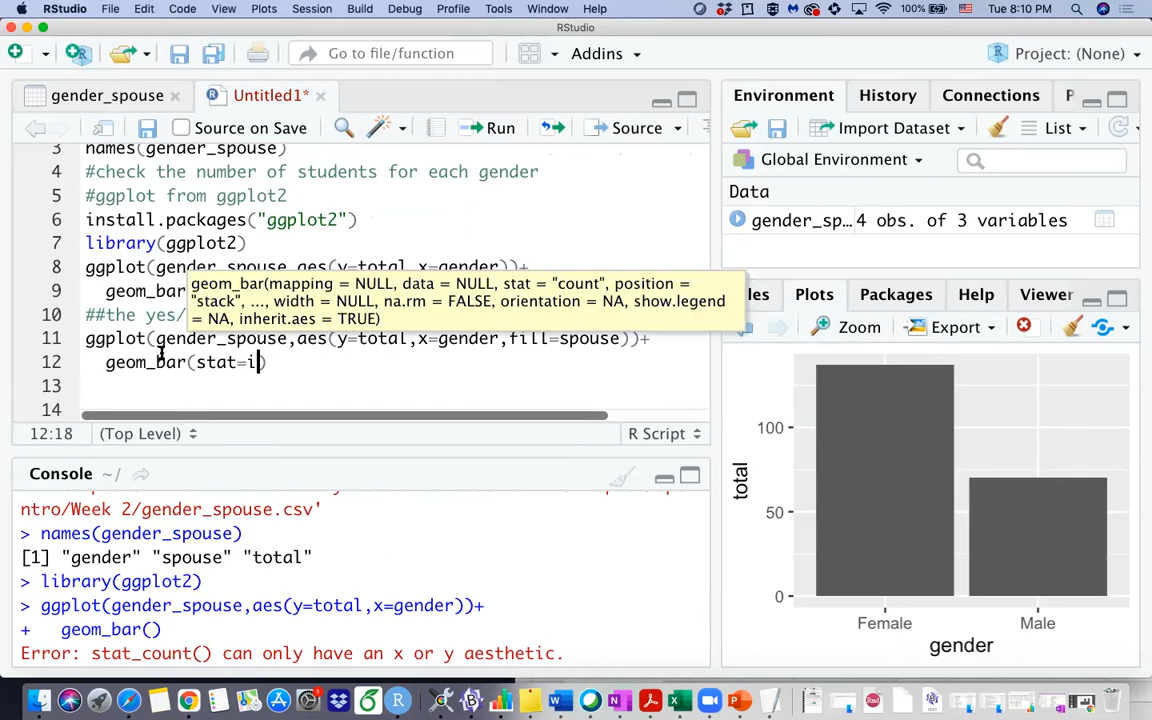 RStudio File Edit Code View Plots Session Build Debug Profile Tools Window Help 100% Tue 8:10 PM
RStudio
Go to file/function Addins Project: (None)
gender_spouse Untitled1*
Source on Save Run Source
3 names(gender_spouse)
4 #check the number of students for each gender
5 #ggplot from ggplot2
6 install.packages("ggplot2")
7 library(ggplot2)
8 ggplot(gender_spouse,aes(y=total,x=gender))+
9 geom_bar
geom_bar(mapping = NULL, data = NULL, stat = "count", position =
"stack", ..., width = NULL, na.rm = FALSE, orientation = NA, show.legend
= NA, inherit.aes = TRUE)
10 ##the yes/
11 ggplot(gender_spouse,aes(y=total,x=gender,fill=spouse))+
12 geom_bar(stat=i)
13
14
12:18 (Top Level) R Script
Console ~/
ntro/Week 2/gender_spouse.csv'
> names(gender_spouse)
[1] "gender" "spouse" "total"
> library(ggplot2)
> ggplot(gender_spouse,aes(y=total,x=gender))+
+ geom_bar()
Error: stat_count() can only have an x or y aesthetic.
Environment History Connections P
Import Dataset List
Global Environment
Data
gender_sp... 4 obs. of 3 variables
les Plots Packages Help Viewer
Zoom Export
100
50
0
total
Female Male
gender